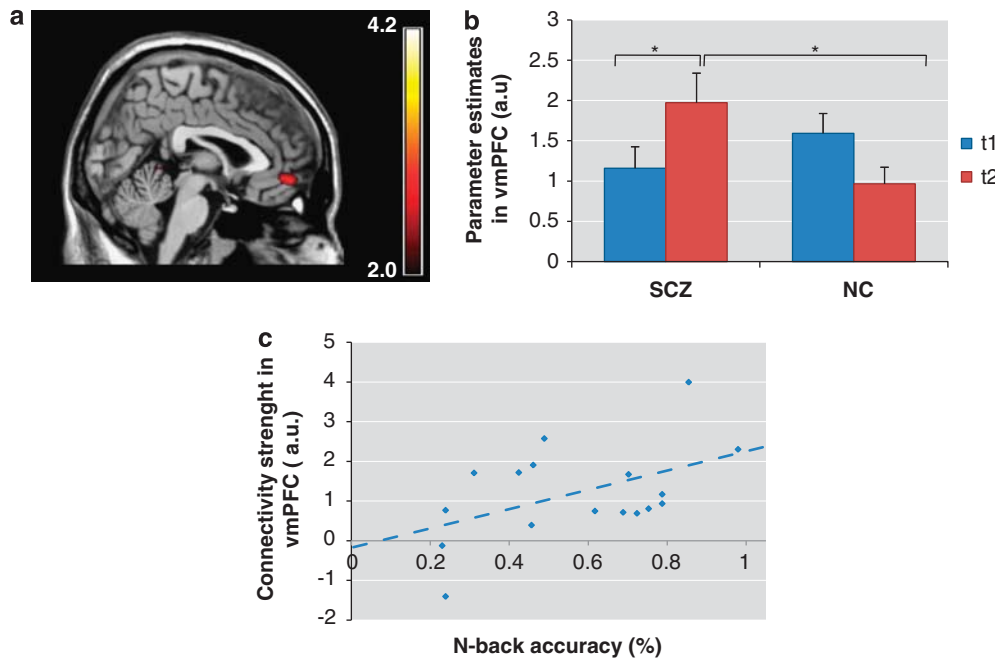 a
4.2
2.0
b
Parameter estimates
in vmPFC (a.u)
3
2.5
2
1.5
1
0.5
0
*
*
SCZ
NC
t1
t2
c
Connectivity strenght in
vmPFC ( a.u.)
5
4
3
2
1
0
-1
-2
0
0.2
0.4
0.6
0.8
1
N-back accuracy (%)